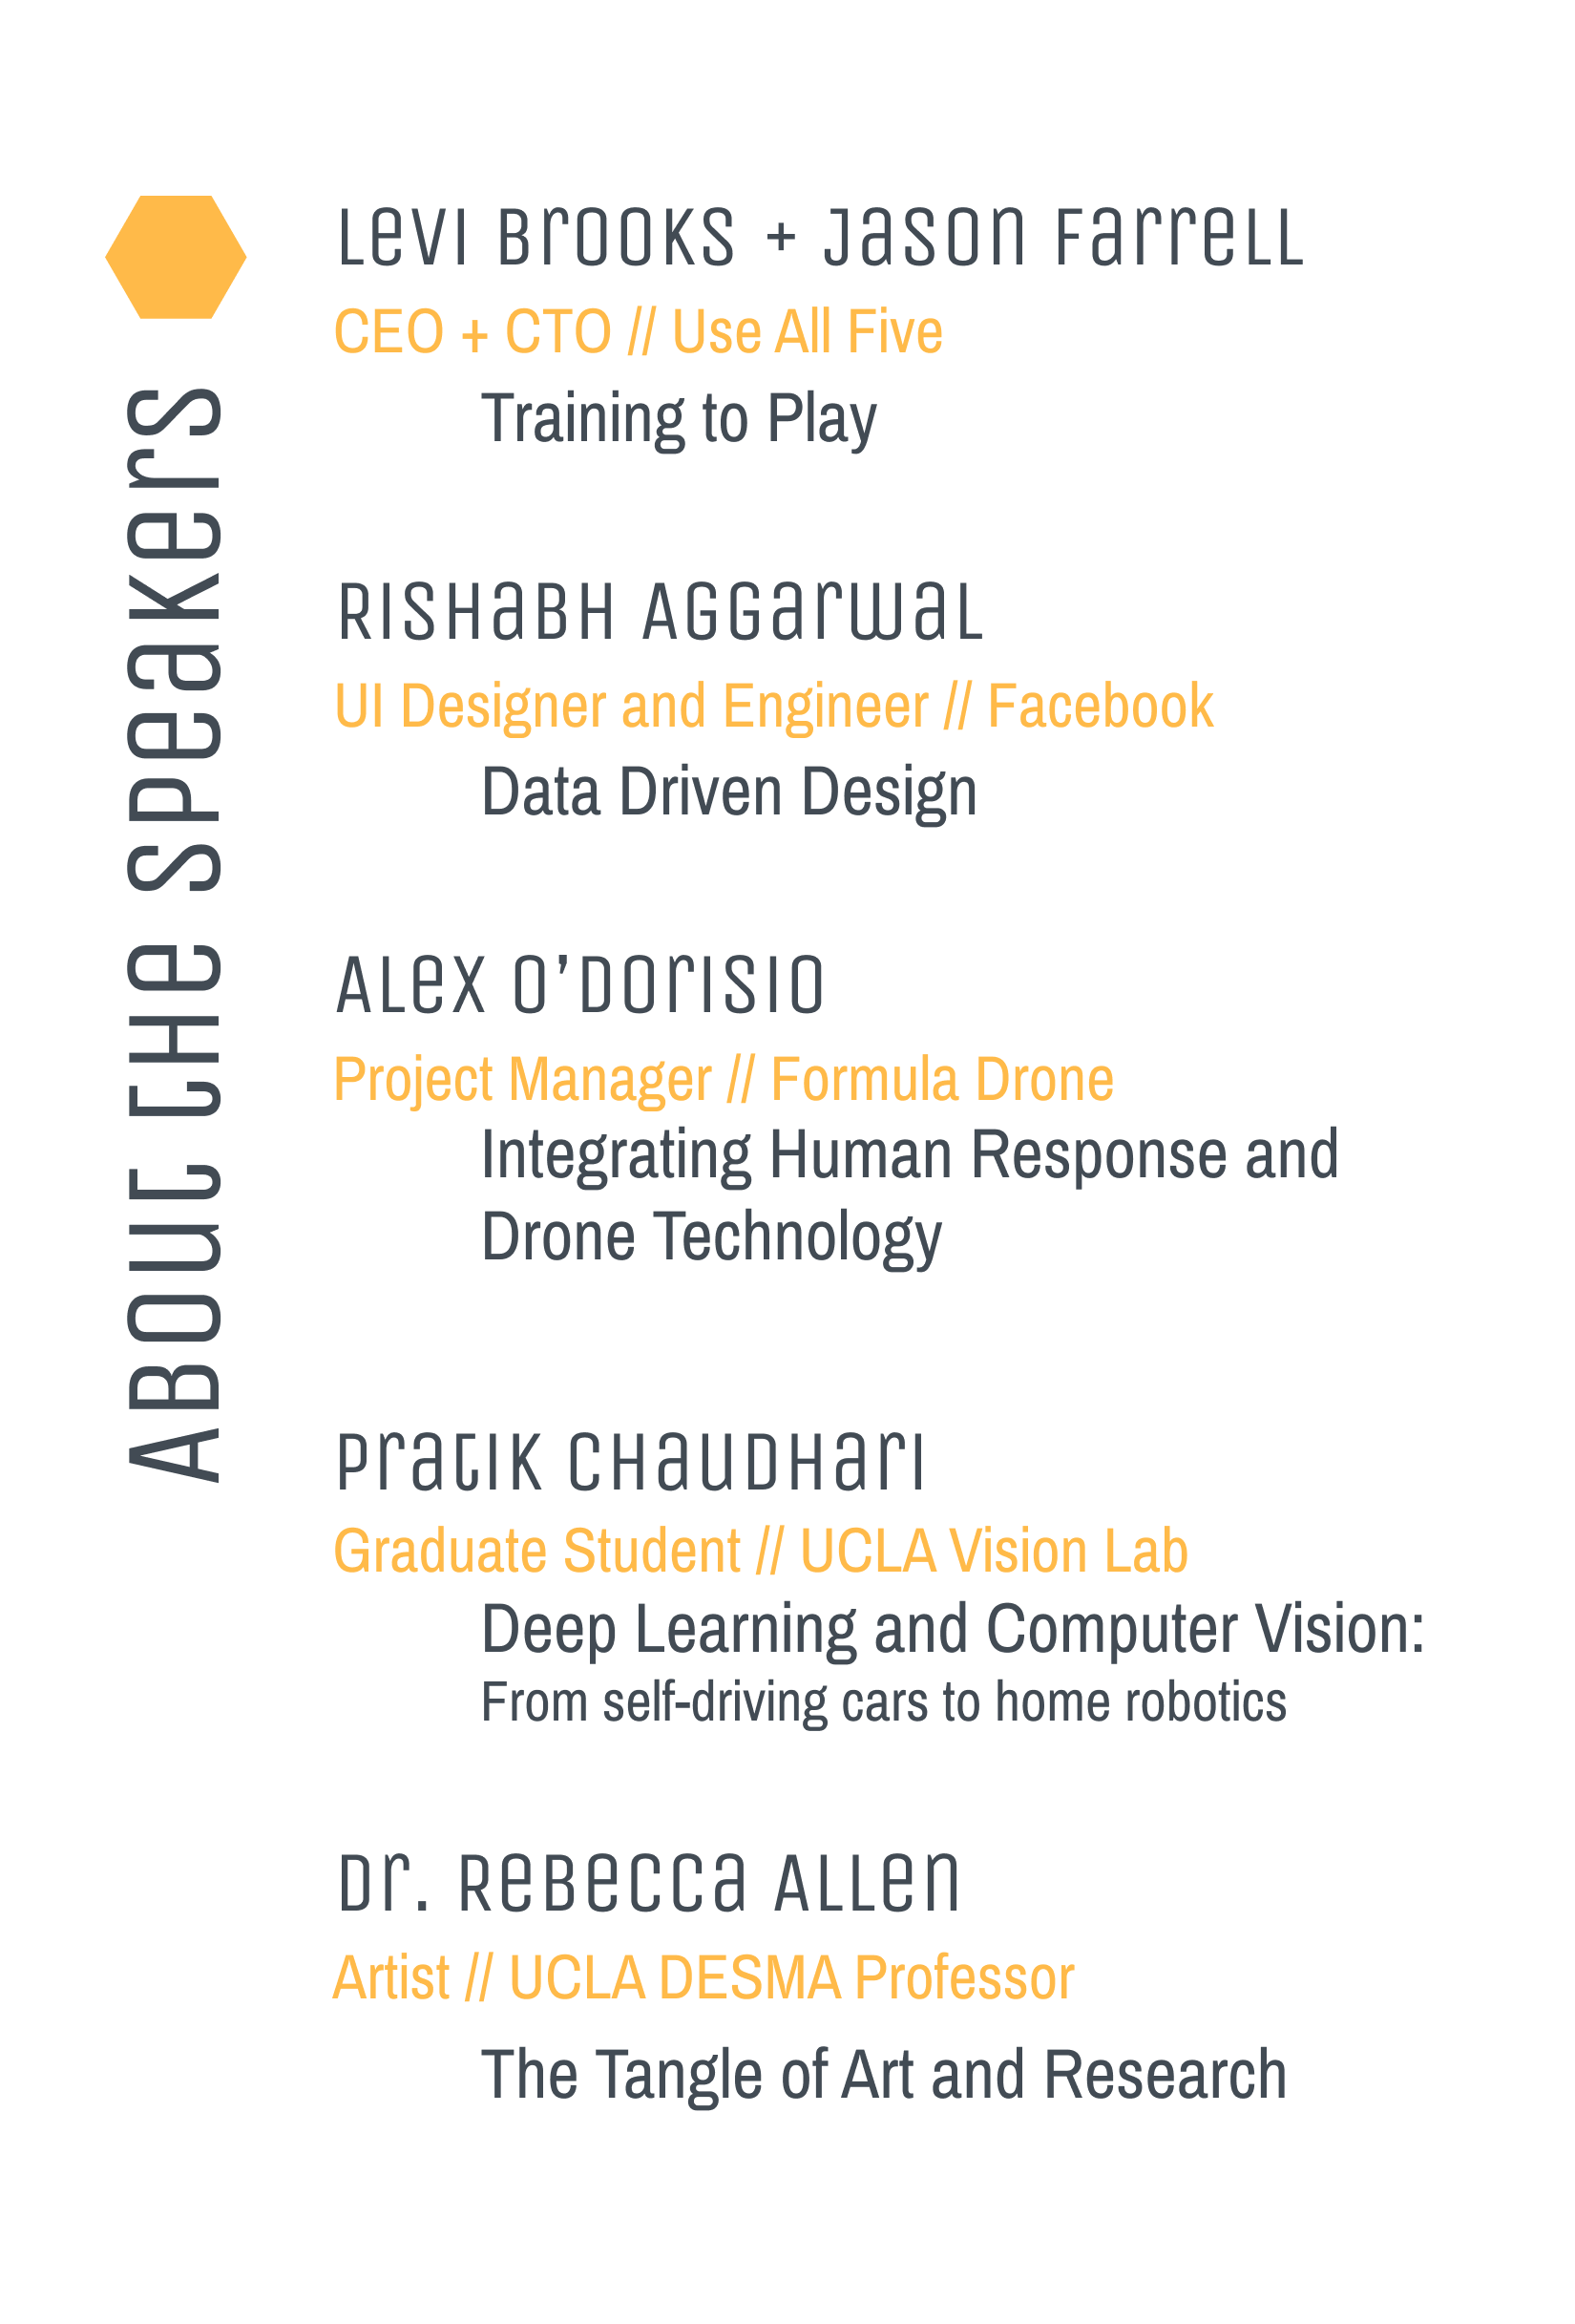 About the Speakers
Levi Brooks + Jason Farrell
CEO + CTO // Use All Five
Training to Play
Rishabh Aggarwal
UI Designer and Engineer // Facebook
Data Driven Design
Alex O'Dorisio
Project Manager // Formula Drone
Integrating Human Response and
Drone Technology
Pratik Chaudhari
Graduate Student // UCLA Vision Lab
Deep Learning and Computer Vision:
From self-driving cars to home robotics
Dr. Rebecca Allen
Artist // UCLA DESMA Professor
The Tangle of Art and Research